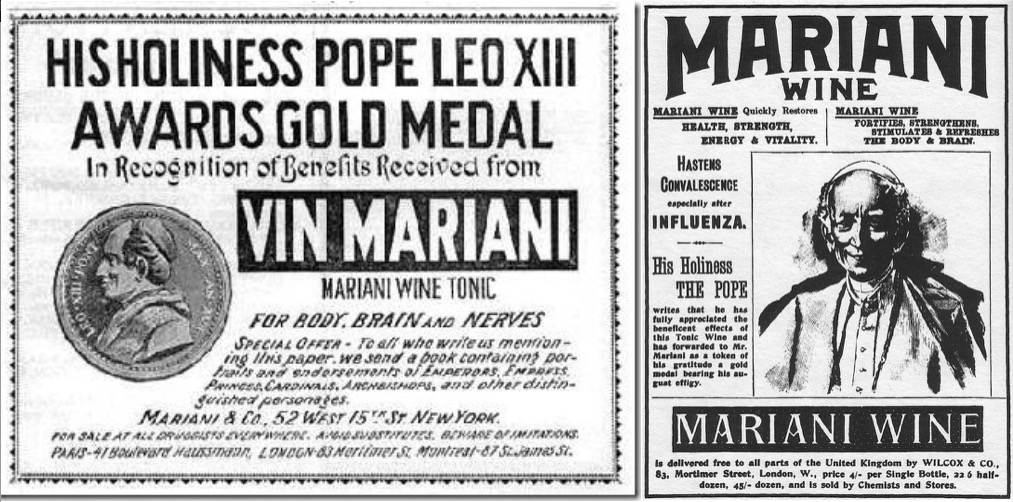 HIS HOLINESS POPE LEO XIII
AWARDS GOLD MEDAL
In Recognition of Benefits Received from
VIN MARIANI
MARIANI WINE TONIC
FOR BODY, BRAIN AND NERVES
SPECIAL OFFER - To all who write us mention-
ing this paper, we send a book containing por-
traits and endorsements of EMPERORS, EMPRESS,
PRINCES, CARDINALS, ARCHBISHOPS, and other distin-
guished personages.
MARIANI & CO., 52 WEST 15TH ST. NEW YORK.
FOR SALE AT ALL DRUGGISTS EVERYWHERE. AVOID SUBSTITUTES. BEWARE OF IMITATIONS.
PARIS-41 Boulevard Haussmann, LONDON-83 Mortimer St. Montreal-87 St. James St.
MARIANI
WINE
MARIANI WINE Quickly Restores
HEALTH, STRENGTH,
ENERGY & VITALITY.
MARIANI WINE
FORTIFIES, STRENGTHENS,
STIMULATES & REFRESHES
THE BODY & BRAIN.
HASTENS
CONVALESCENCE
especially after
INFLUENZA.
His Holiness
THE POPE
writes that he has
fully appreciated the
beneficent effects of
this Tonic Wine and
has forwarded to Mr.
Mariani as a token of
his gratitude a gold
medal bearing his au-
gust effigy.
MARIANI WINE
is delivered free to all parts of the United Kingdom by WILCOX & CO.,
83, Mortimer Street, London, W., price 4/- per Single Bottle, 22 6 half-
dozen, 45/- dozen, and is sold by Chemists and Stores.